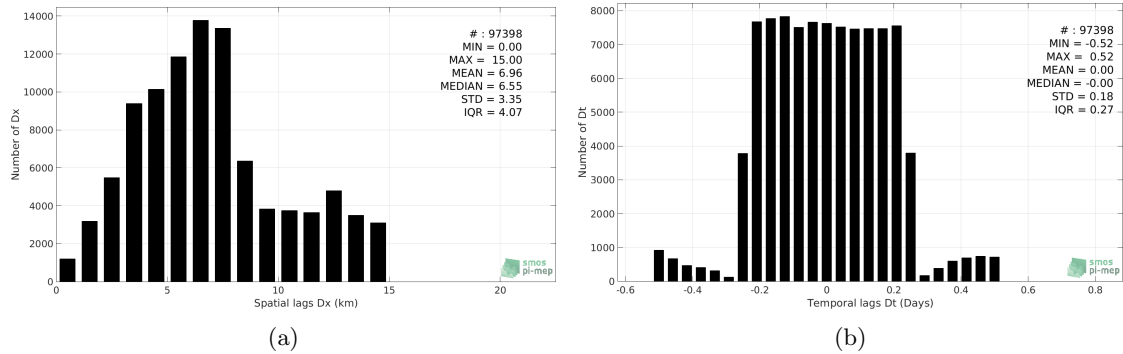 14000
12000
10000
8000
6000
4000
2000
0
Number of Dx
# : 97398
MIN = 0.00
MAX = 15.00
MEAN = 6.96
MEDIAN = 6.55
STD = 3.35
IQR = 4.07
smos
pi-mep
0 5 10 15 20
Spatial lags Dx (km)
(a)
8000
7000
6000
5000
4000
3000
2000
1000
0
Number of Dt
# : 97398
MIN = -0.52
MAX = 0.52
MEAN = 0.00
MEDIAN = -0.00
STD = 0.18
IQR = 0.27
smos
pi-mep
-0.6 -0.4 -0.2 0 0.2 0.4 0.6 0.8
Temporal lags Dt (Days)
(b)